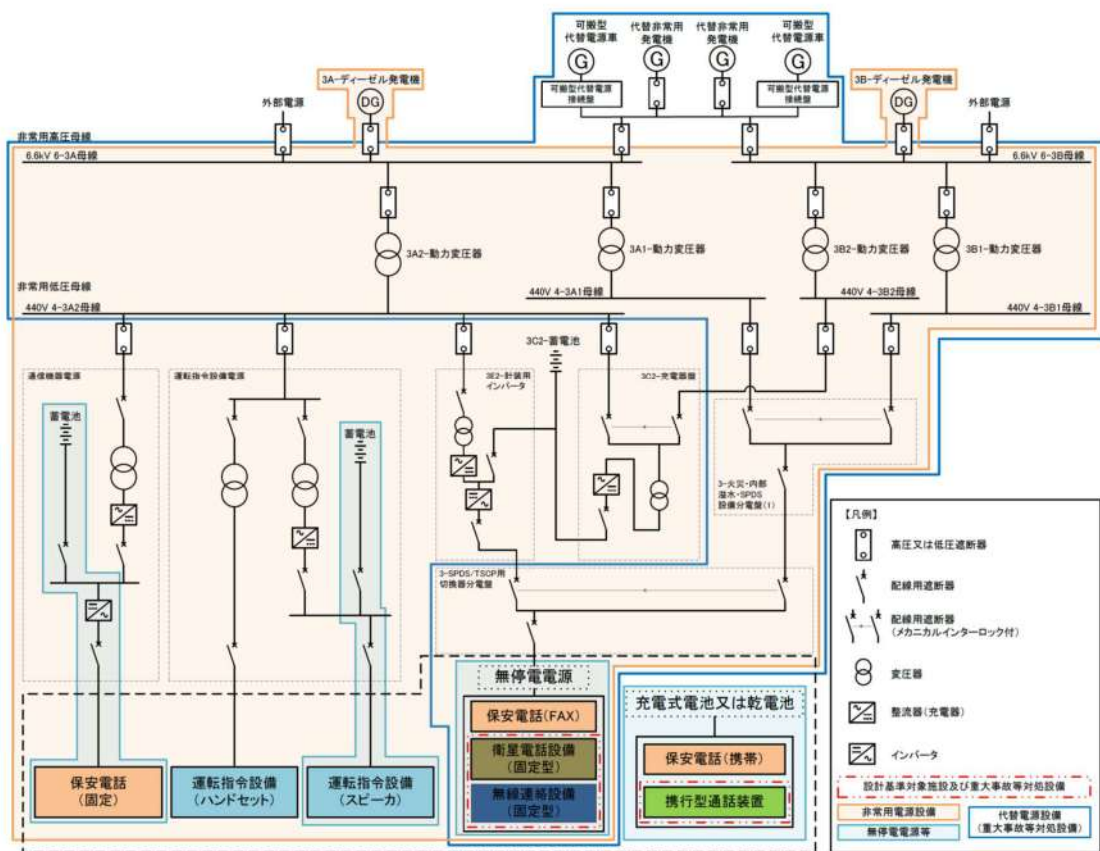 可搬型
代替電源車
代替非常用
発電機
代替非常用
発電機
可搬型
代替電源車
G
G
G
G
可搬型代替電源
接続盤
可搬型代替電源
接続盤
3A-ディーゼル発電機
DG
3B-ディーゼル発電機
DG
外部電源
外部電源
非常用高圧母線
6.6kV 6-3A母線
6.6kV 6-3B母線
3A2-動力変圧器
3A1-動力変圧器
3B2-動力変圧器
3B1-動力変圧器
非常用低圧母線
440V 4-3A2母線
440V 4-3A1母線
440V 4-3B2母線
440V 4-3B1母線
通信機器電源
運転指令設備電源
3E2-計装用
インバータ
3C2-蓄電池
3C2-充電器盤
蓄電池
蓄電池
3-火災・内部
溢水・SPDS
設備分電盤(1)
3-SPDS/TSCP用
切換器分電盤
無停電電源
保安電話(FAX)
衛星電話設備
(固定型)
無線連絡設備
(固定型)
充電式電池又は乾電池
保安電話(携帯)
携行型通話装置
保安電話
(固定)
運転指令設備
(ハンドセット)
運転指令設備
(スピーカ)
【凡例】
高圧又は低圧遮断器
配線用遮断器
配線用遮断器
(メカニカルインターロック付)
変圧器
整流器(充電器)
インバータ
設計基準対象施設及び重大事故等対処設備
非常用電源設備
無停電電源等
代替電源設備
(重大事故等対処設備)